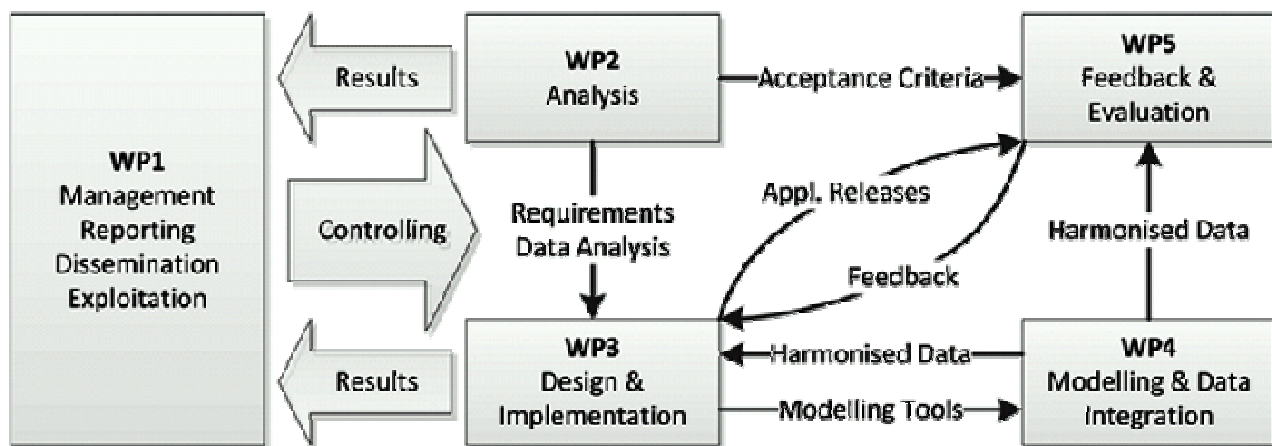 WP1
Management
Reporting
Dissemination
Exploitation
Results
Controlling
Results
WP2
Analysis
Acceptance Criteria
WP5
Feedback &
Evaluation
Requirements
Data Analysis
Appl. Releases
Feedback
Harmonised Data
WP3
Design &
Implementation
Harmonised Data
Modelling Tools
WP4
Modelling & Data
Integration